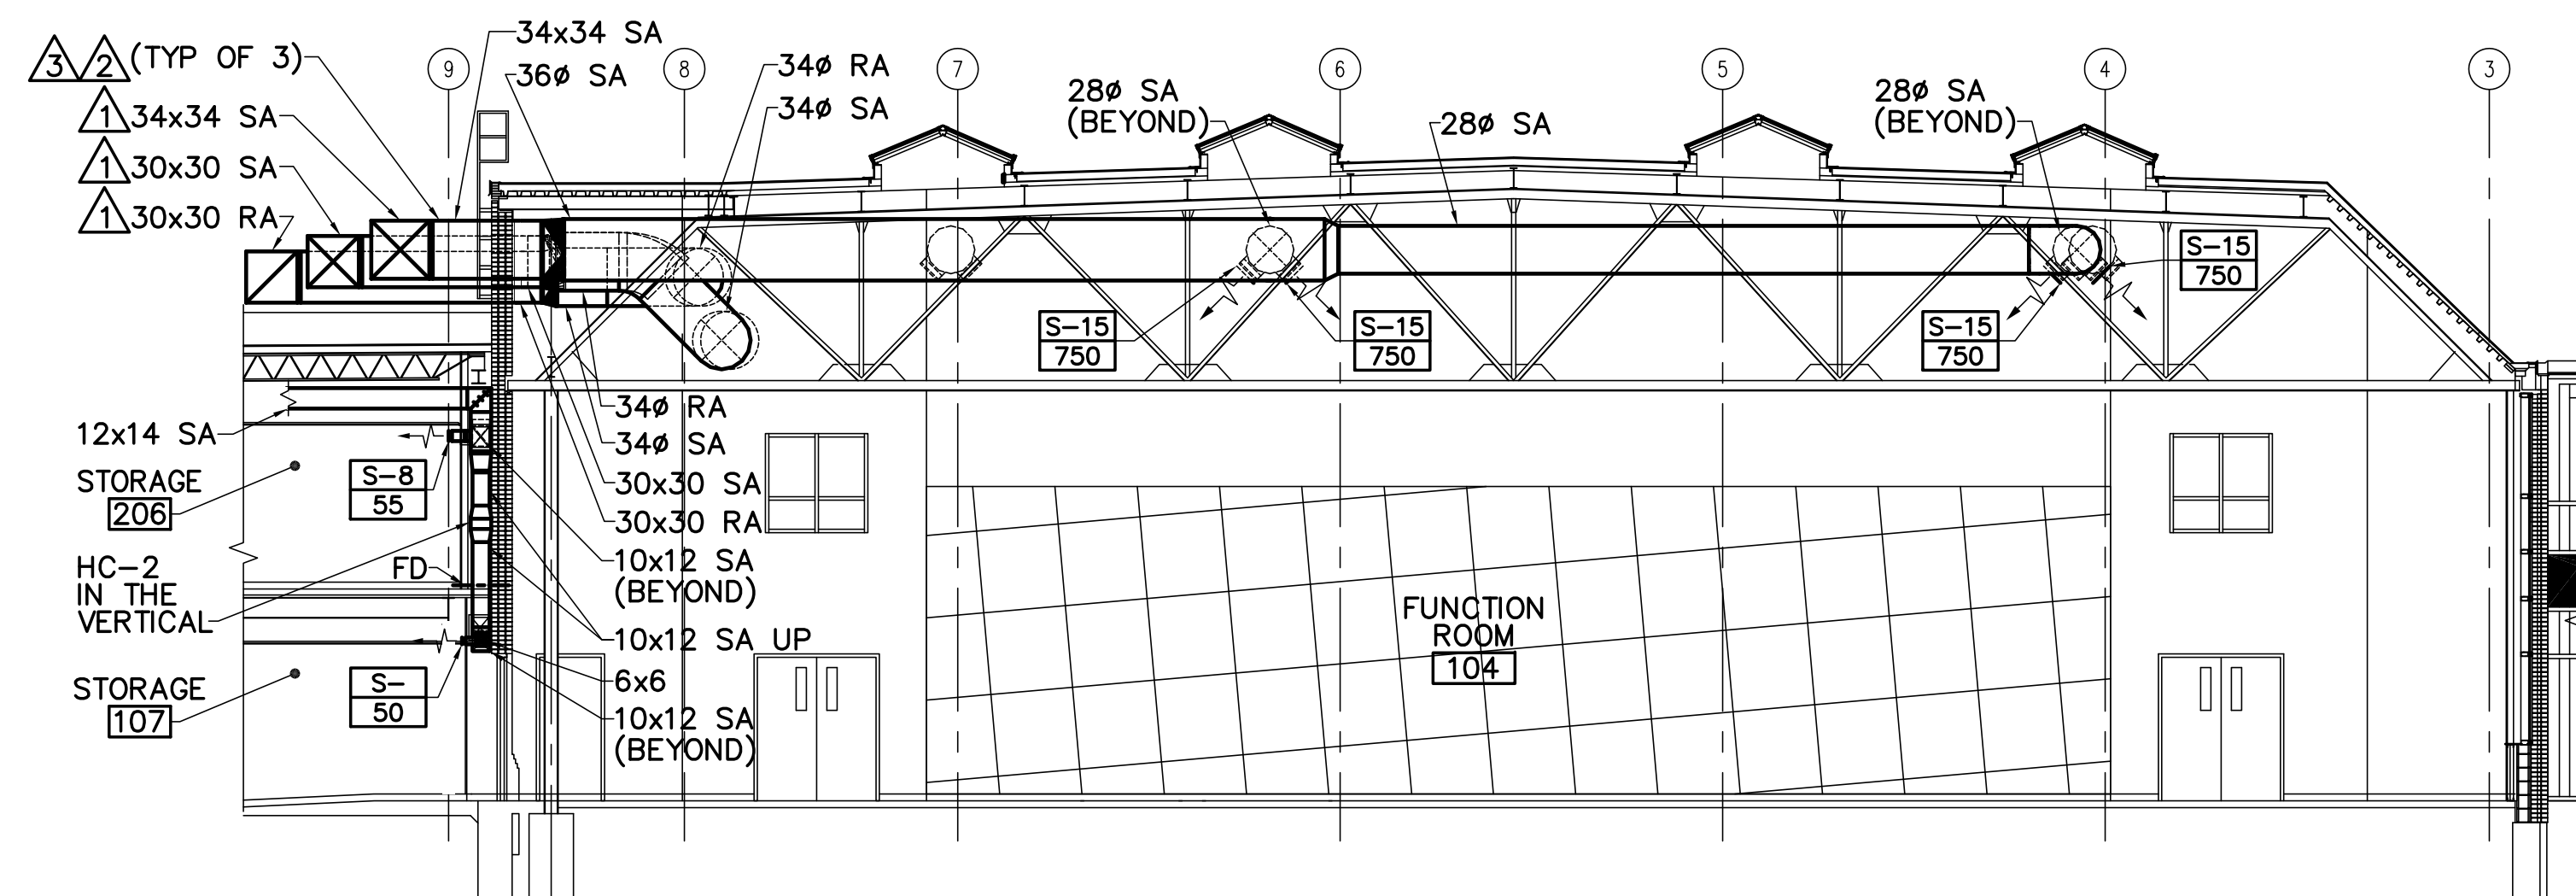 34x34 SA
3 2 (TYP OF 3)
9
36ø SA
8
34ø RA
7
6
5
4
3
1 34x34 SA
34ø SA
28ø SA
(BEYOND)
28ø SA
28ø SA
(BEYOND)
1 30x30 SA
1 30x30 RA
S-15
750
S-15
750
S-15
750
S-15
750
12x14 SA
34ø RA
34ø SA
STORAGE
206
S-8
55
30x30 SA
30x30 RA
HC-2
IN THE
VERTICAL
FD
10x12 SA
(BEYOND)
10x12 SA UP
FUNCTION
ROOM
104
STORAGE
107
S-
50
6x6
10x12 SA
(BEYOND)